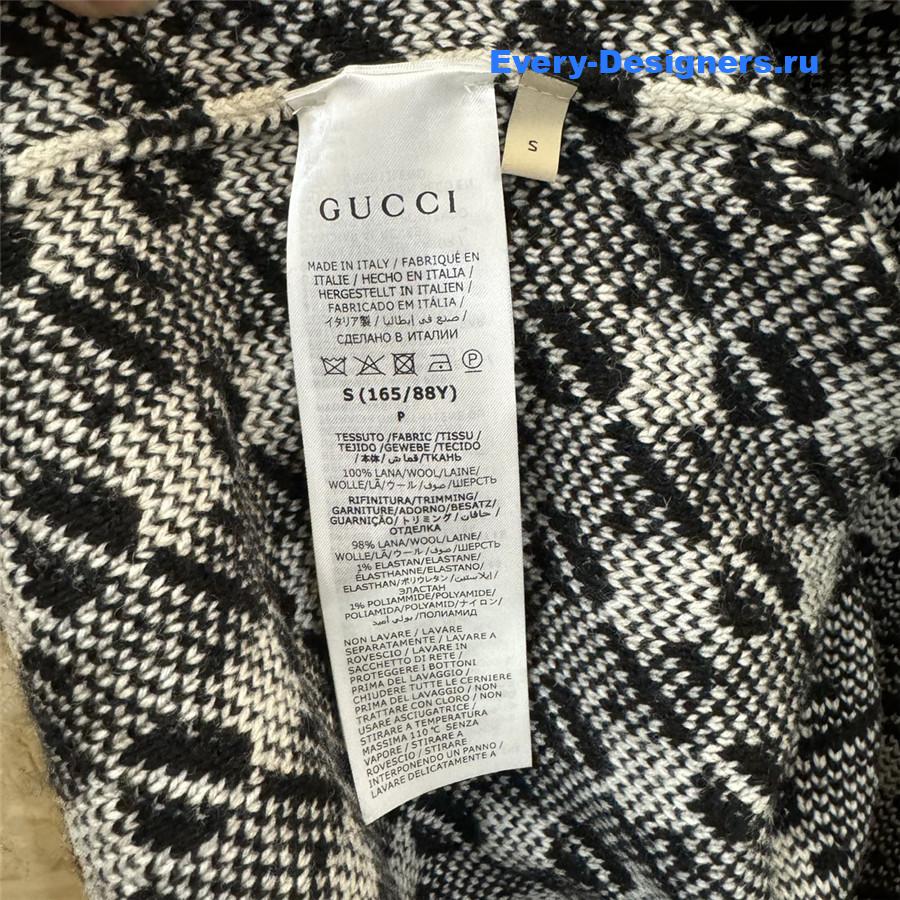 Every-Designers.ru
S
GUCCI
MADE IN ITALY / FABRIQUÉ EN
ITALIE / HECHO EN ITALIA /
HERGESTELLT IN ITALIEN /
FABRICADO EM ITÁLIA /
イタリア製 / صنع في إيطاليا /
СДЕЛАНО В ИТАЛИИ
P
S (165/88Y)
P
TESSUTO /FABRIC /TISSU /
TEJIDO /GEWEBE /TECIDO
/ 本体/ قماش /ТКАНЬ
100% LANA/WOOL/LAINE/
WOLLE/LÃ/ウール /صوف/ШЕРСТЬ
RIFINITURA/TRIMMING/
GARNITURE/ADORNO/BESATZ/
GUARNIÇÃO/トリミング/حافات/
ОТДЕЛКА
98% LANA/WOOL/LAINE/
WOLLE/LÃ/ウール /صوف/ШЕРСТЬ
1% ELASTAN/ELASTANE/
ÉLASTHANNE/ELASTANO/
ELASTHAN/ポリウレタン /إيلاستين/
ЭЛАСТАН
1% POLIAMMIDE/POLYAMIDE/
POLIAMIDA/POLYAMID/ナイロン/
بولي أميد/ПОЛИАМИД
NON LAVARE / LAVARE
SEPARATAMENTE / LAVARE A
ROVESCIO / LAVARE IN
SACCHETTO DI RETE /
PROTEGGERE I BOTTONI
PRIMA DEL LAVAGGIO /
CHIUDERE TUTTE LE CERNIERE
PRIMA DEL LAVAGGIO / NON
TRATTARE CON CLORO / NON
USARE ASCIUGATRICE /
STIRARE A TEMPERATURA
MASSIMA 110 °C SENZA
VAPORE / STIRARE A
ROVESCIO / STIRARE
INTERPONENDO UN PANNO /
LAVARE DELICATAMENTE A